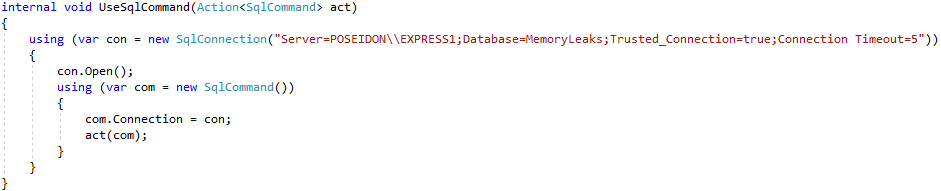 internal void UseSqlCommand(Action<SqlCommand> act)
{
    using (var con = new SqlConnection("Server=POSEIDON\\EXPRESS1;Database=MemoryLeaks;Trusted_Connection=true;Connection Timeout=5"))
    {
        con.Open();
        using (var com = new SqlCommand())
        {
            com.Connection = con;
            act(com);
        }
    }
}